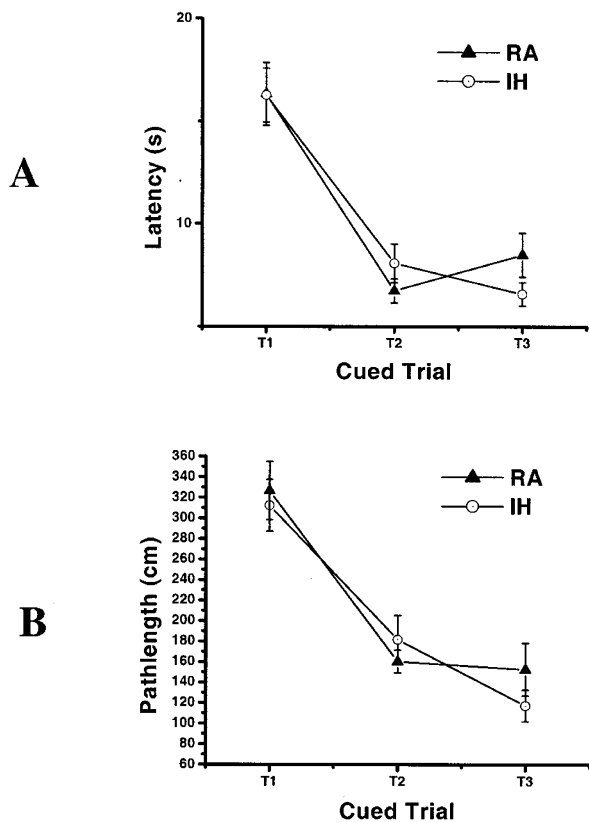 A
20
10
Latency (s)
RA
IH
T1 T2 T3
Cued Trial
B
360
340
320
300
280
260
240
220
200
180
160
140
120
100
80
60
Pathlength (cm)
RA
IH
T1 T2 T3
Cued Trial